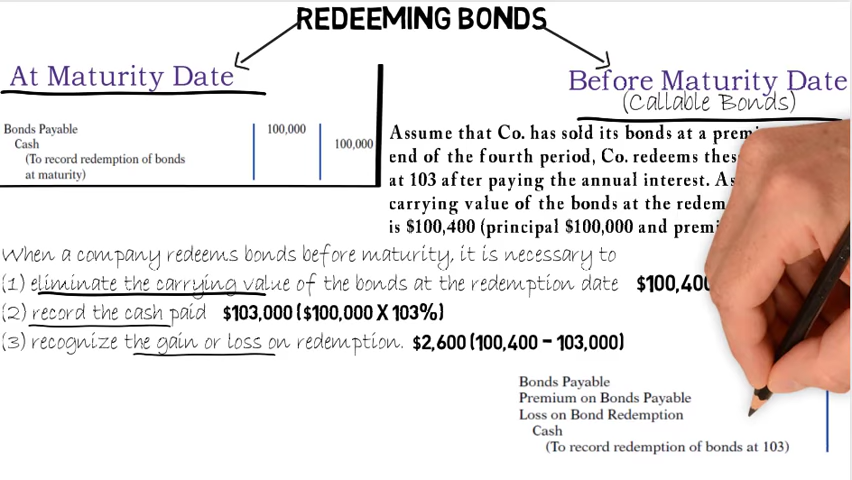 REDEEMING BONDS
At Maturity Date
Bonds Payable 100,000
Cash 100,000
(To record redemption of bonds
at maturity)
Before Maturity Date
(Callable Bonds)
Assume that Co. has sold its bonds at a
end of the fourth period, Co. redeems
at 103 after paying the annual interest.
carrying value of the bonds at the
is $100,400 (principal $100,000 and
When a company redeems bonds before maturity, it is necessary to
(1) eliminate the carrying value of the bonds at the redemption date
(2) record the cash paid $103,000 ($100,000 X 103%)
(3) recognize the gain or loss on redemption. $2,600 (100,400 – 103,000)
Bonds Payable
Premium on Bonds Payable
Loss on Bond Redemption
Cash
(To record redemption of bonds at 103)